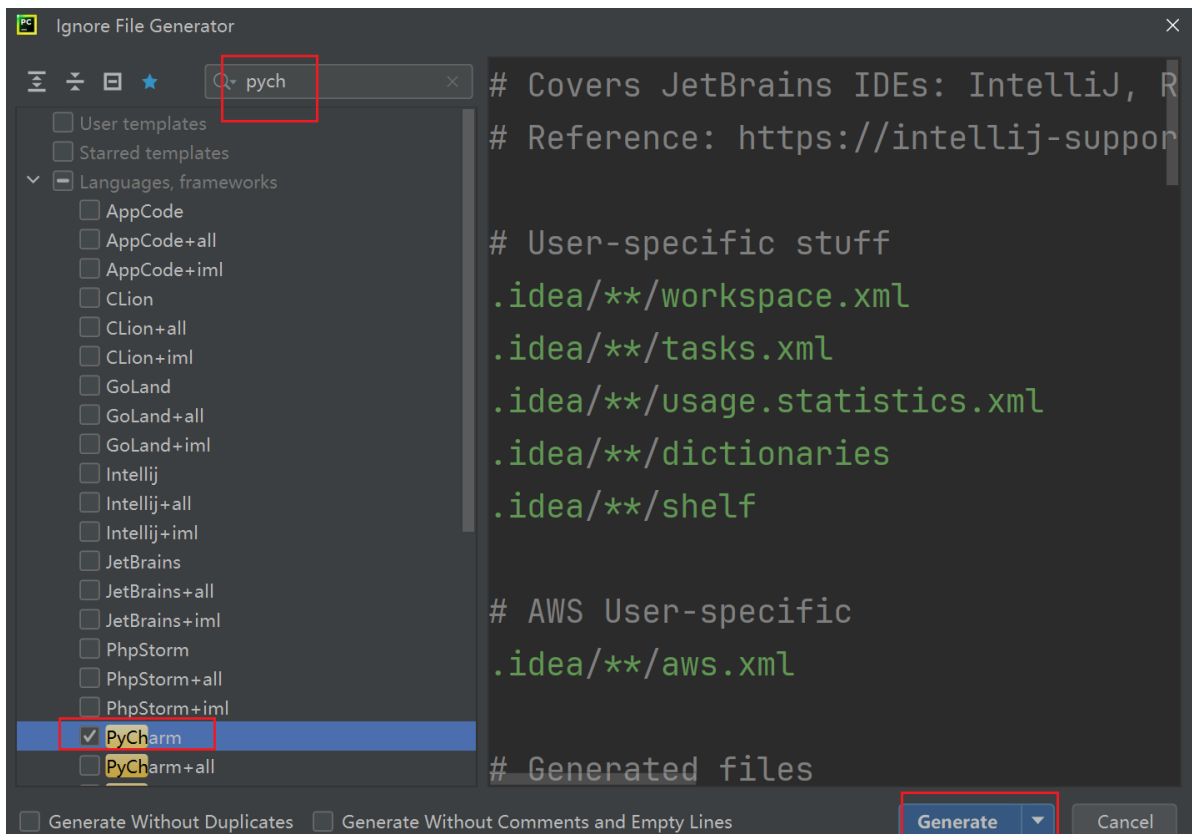 PC
Ignore File Generator
pych
User templates
Starred templates
Languages, frameworks
AppCode
AppCode+all
AppCode+iml
CLion
CLion+all
CLion+iml
GoLand
GoLand+all
GoLand+iml
Intellij
Intellij+all
Intellij+iml
JetBrains
JetBrains+all
JetBrains+iml
PhpStorm
PhpStorm+all
PhpStorm+iml
PyCharm
PyCharm+all
# Covers JetBrains IDEs: IntelliJ, R
# Reference: https://intellij-suppor
# User-specific stuff
.idea/**/workspace.xml
.idea/**/tasks.xml
.idea/**/usage.statistics.xml
.idea/**/dictionaries
.idea/**/shelf
# AWS User-specific
.idea/**/aws.xml
# Generated files
Generate Without Duplicates
Generate Without Comments and Empty Lines
Generate
Cancel